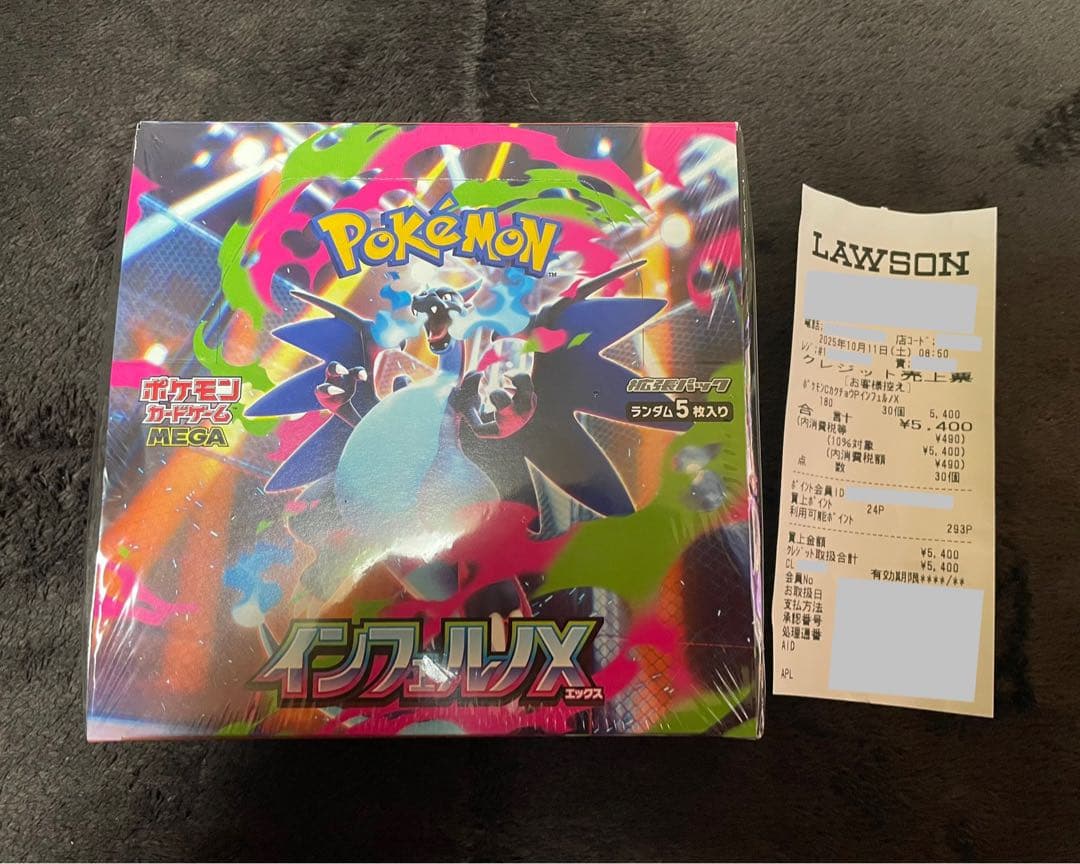 POKéMON
TM
ポケモン
カードゲーム
MEGA
拡張パック
ランダム5枚入り
インフェルノX
エックス
LAWSON
電話:
店コード:
2025年10月11日(土) 08:50
レジ#1
責:
クレジット売上票
[お客様控え]
ポケモンCカクチョウPインフェルノX
180 30個 5,400
合 計 ¥5,400
(内消費税等 ¥490)
(10%対象 ¥5,400)
(内消費税額 ¥490)
点 数 30個
ポイント会員ID
買上ポイント 24P
利用可能ポイント 293P
買上金額 ¥5,400
クレジット取扱合計 ¥5,400
CL 有効期限****/**
会員No
お取扱日
支払方法
承認番号
処理通番
AID
APL